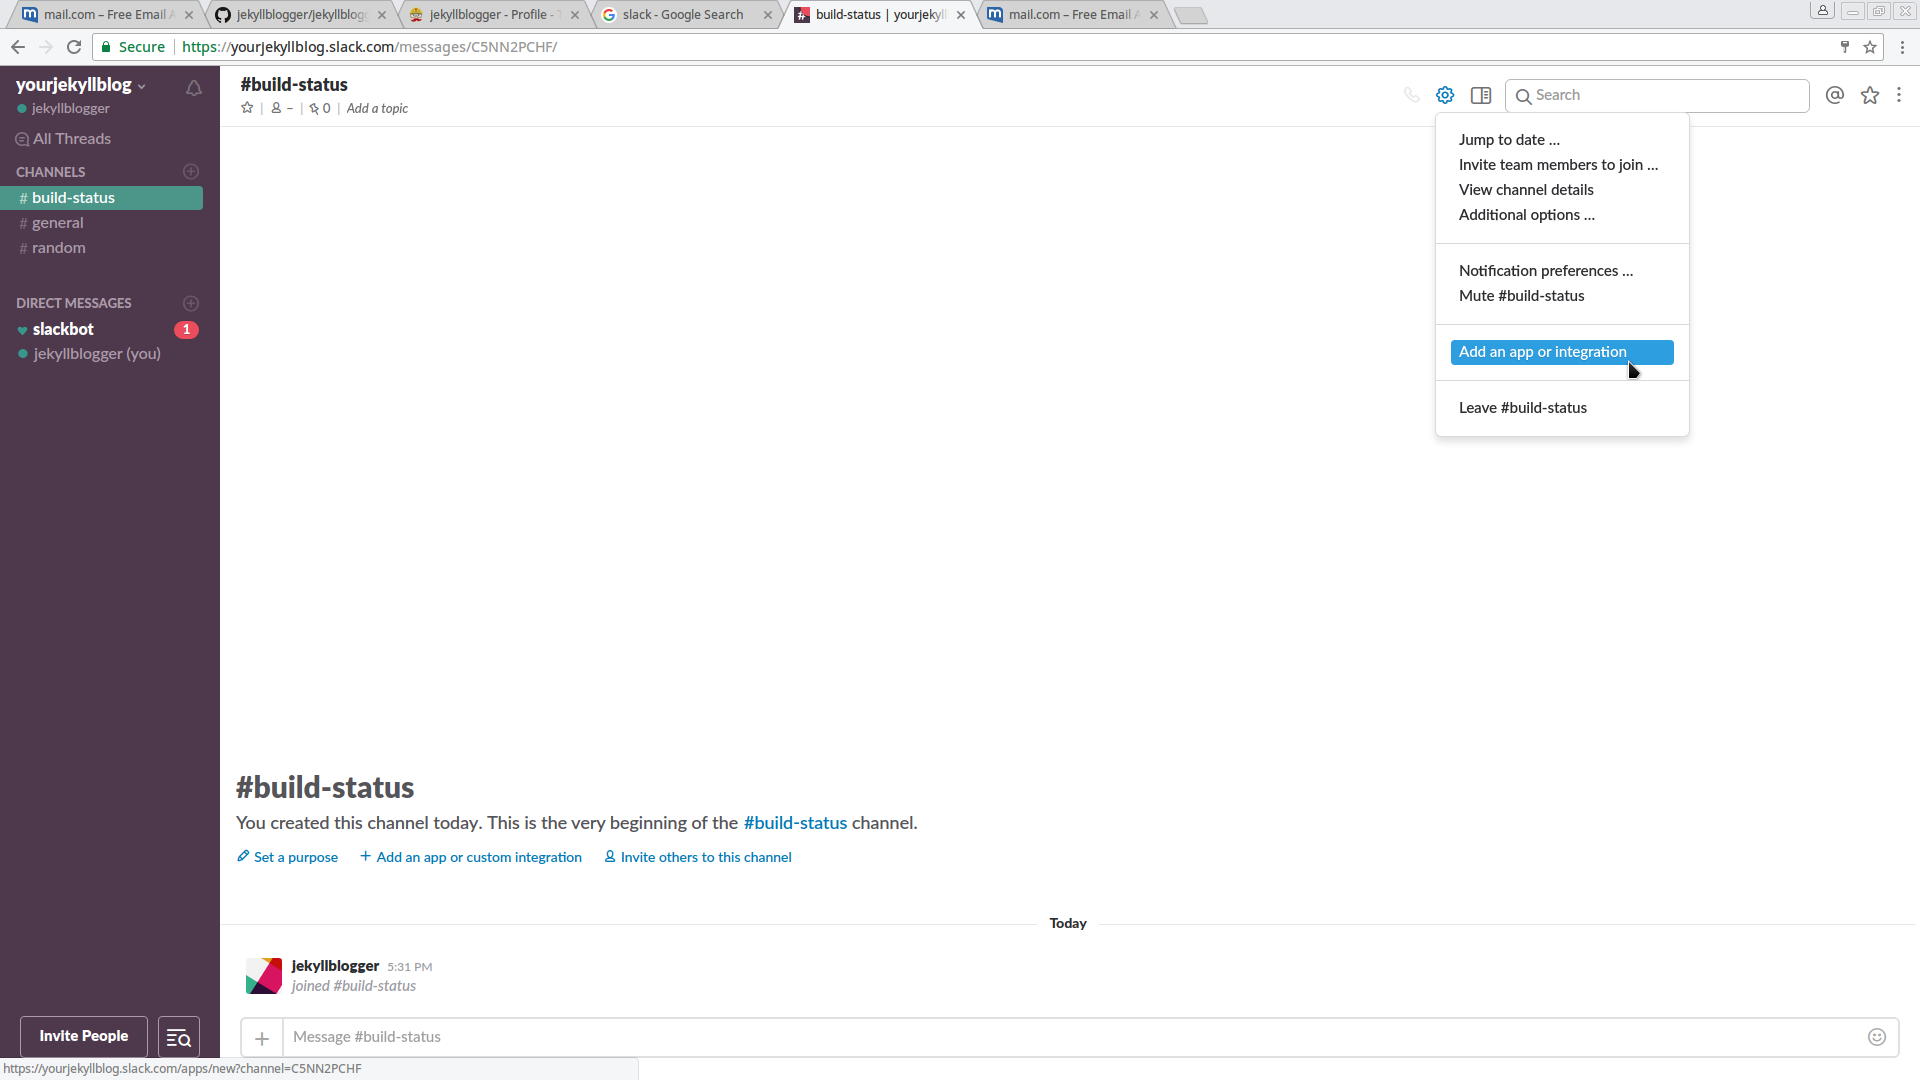 mail.com – Free Email A
jekyllblogger/jekyllblogg
jekyllblogger - Profile - T
slack - Google Search
build-status | yourjekyll
mail.com – Free Email A
Secure
https://yourjekyllblog.slack.com/messages/C5NN2PCHF/
yourjekyllblog
jekyllblogger
All Threads
CHANNELS
# build-status
# general
# random
DIRECT MESSAGES
slackbot 1
jekyllblogger (you)
Invite People
#build-status
| – | 0 | Add a topic
Search
Jump to date ...
Invite team members to join ...
View channel details
Additional options ...
Notification preferences ...
Mute #build-status
Add an app or integration
Leave #build-status
#build-status
You created this channel today. This is the very beginning of the #build-status channel.
Set a purpose + Add an app or custom integration Invite others to this channel
Today
jekyllblogger 5:31 PM
joined #build-status
+ Message #build-status
https://yourjekyllblog.slack.com/apps/new?channel=C5NN2PCHF